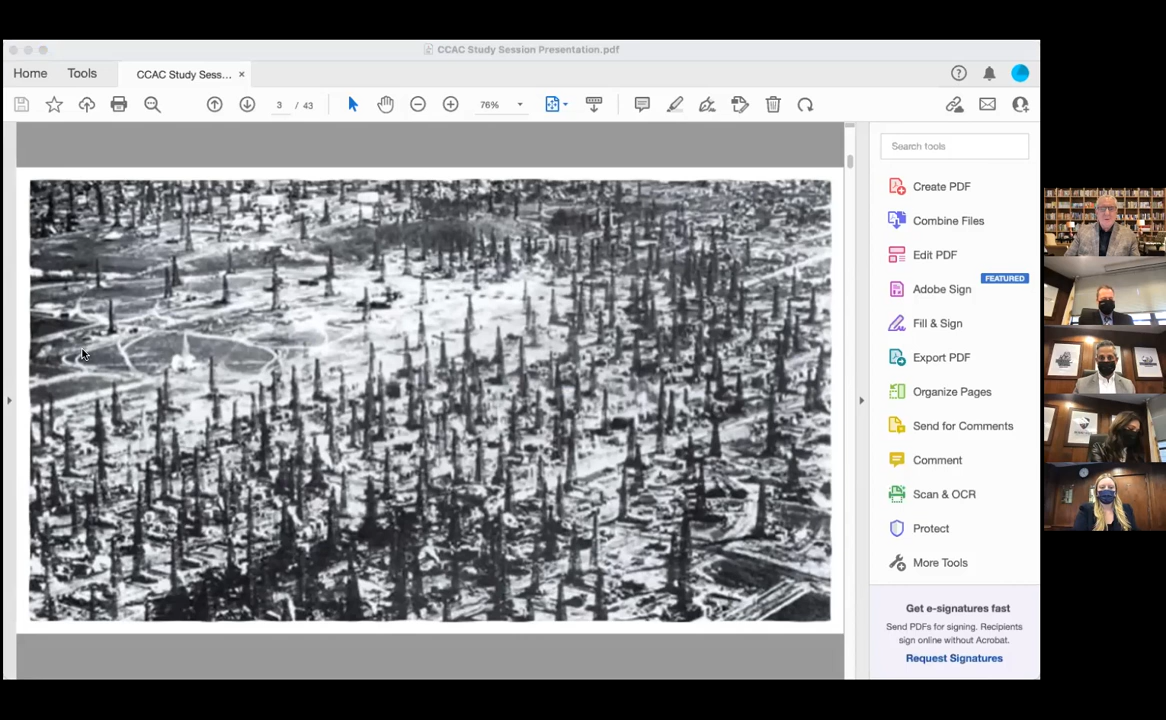 CCAC Study Session Presentation.pdf
Home
Tools
CCAC Study Sess... ×
3 / 43
76%
Search tools
Create PDF
Combine Files
Edit PDF
FEATURED
Adobe Sign
Fill & Sign
Export PDF
Organize Pages
Send for Comments
Comment
Scan & OCR
Protect
More Tools
Get e-signatures fast
Send PDFs for signing. Recipients
sign online without Acrobat.
Request Signatures